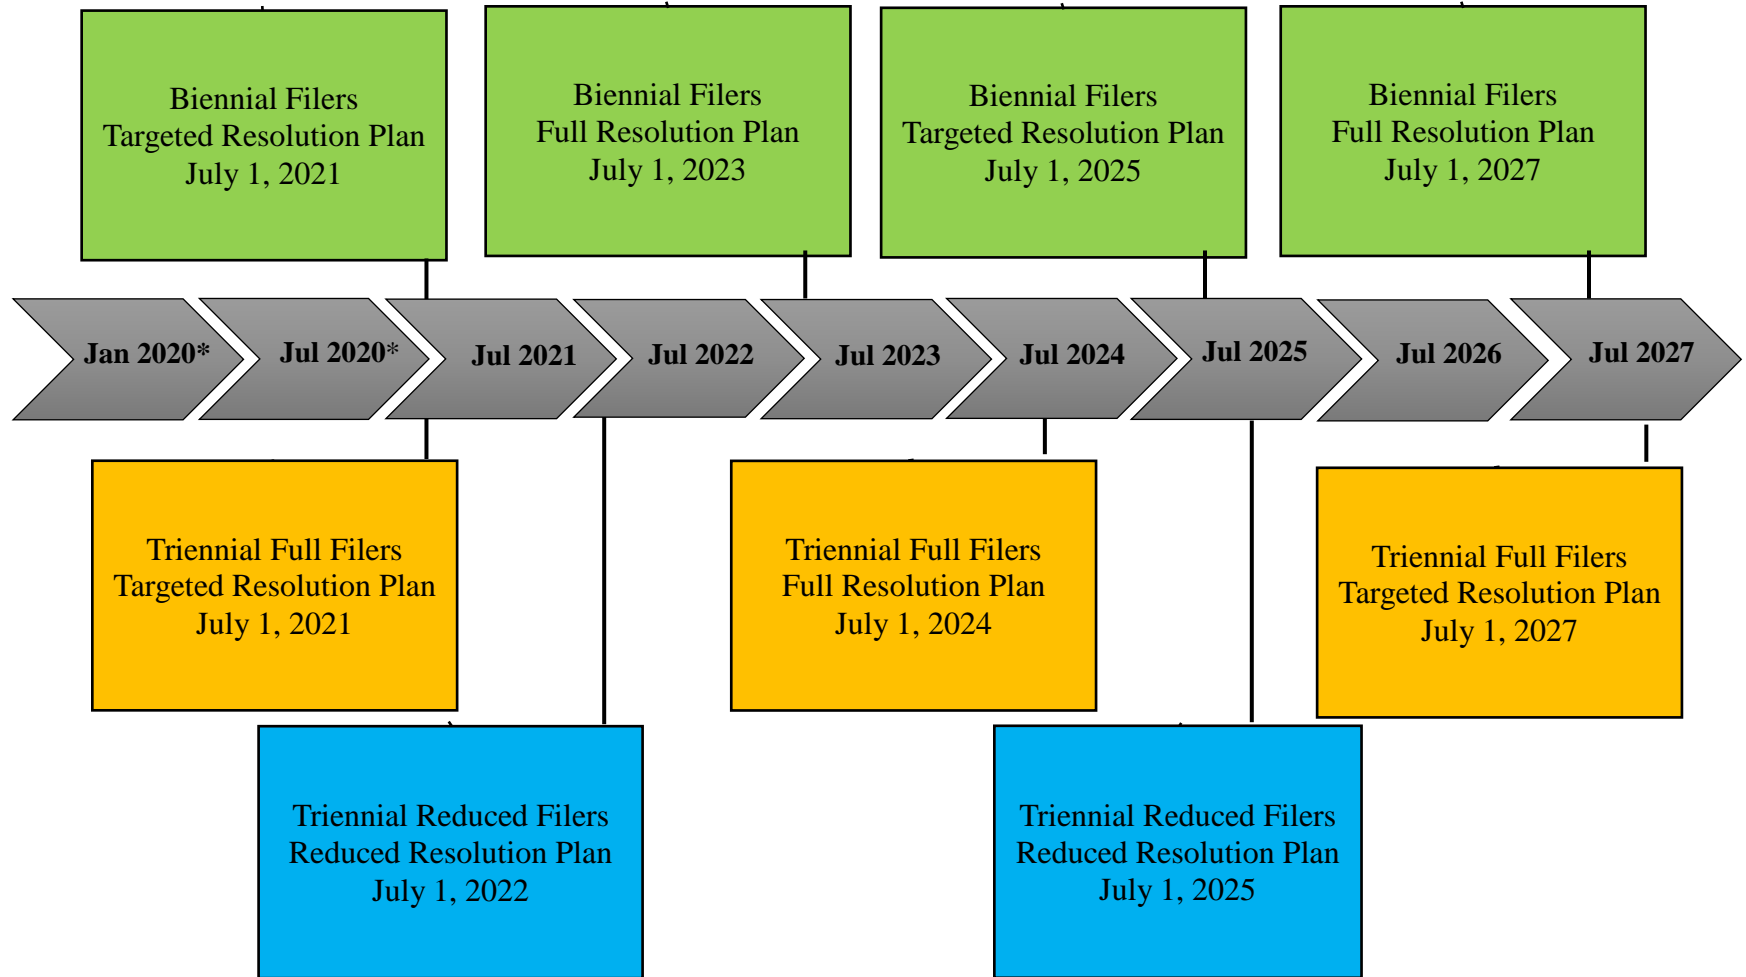 Biennial Filers
Targeted Resolution Plan
July 1, 2021
Biennial Filers
Full Resolution Plan
July 1, 2023
Biennial Filers
Targeted Resolution Plan
July 1, 2025
Biennial Filers
Full Resolution Plan
July 1, 2027
Jan 2020*
Jul 2020*
Jul 2021
Jul 2022
Jul 2023
Jul 2024
Jul 2025
Jul 2026
Jul 2027
Triennial Full Filers
Targeted Resolution Plan
July 1, 2021
Triennial Full Filers
Full Resolution Plan
July 1, 2024
Triennial Full Filers
Targeted Resolution Plan
July 1, 2027
Triennial Reduced Filers
Reduced Resolution Plan
July 1, 2022
Triennial Reduced Filers
Reduced Resolution Plan
July 1, 2025